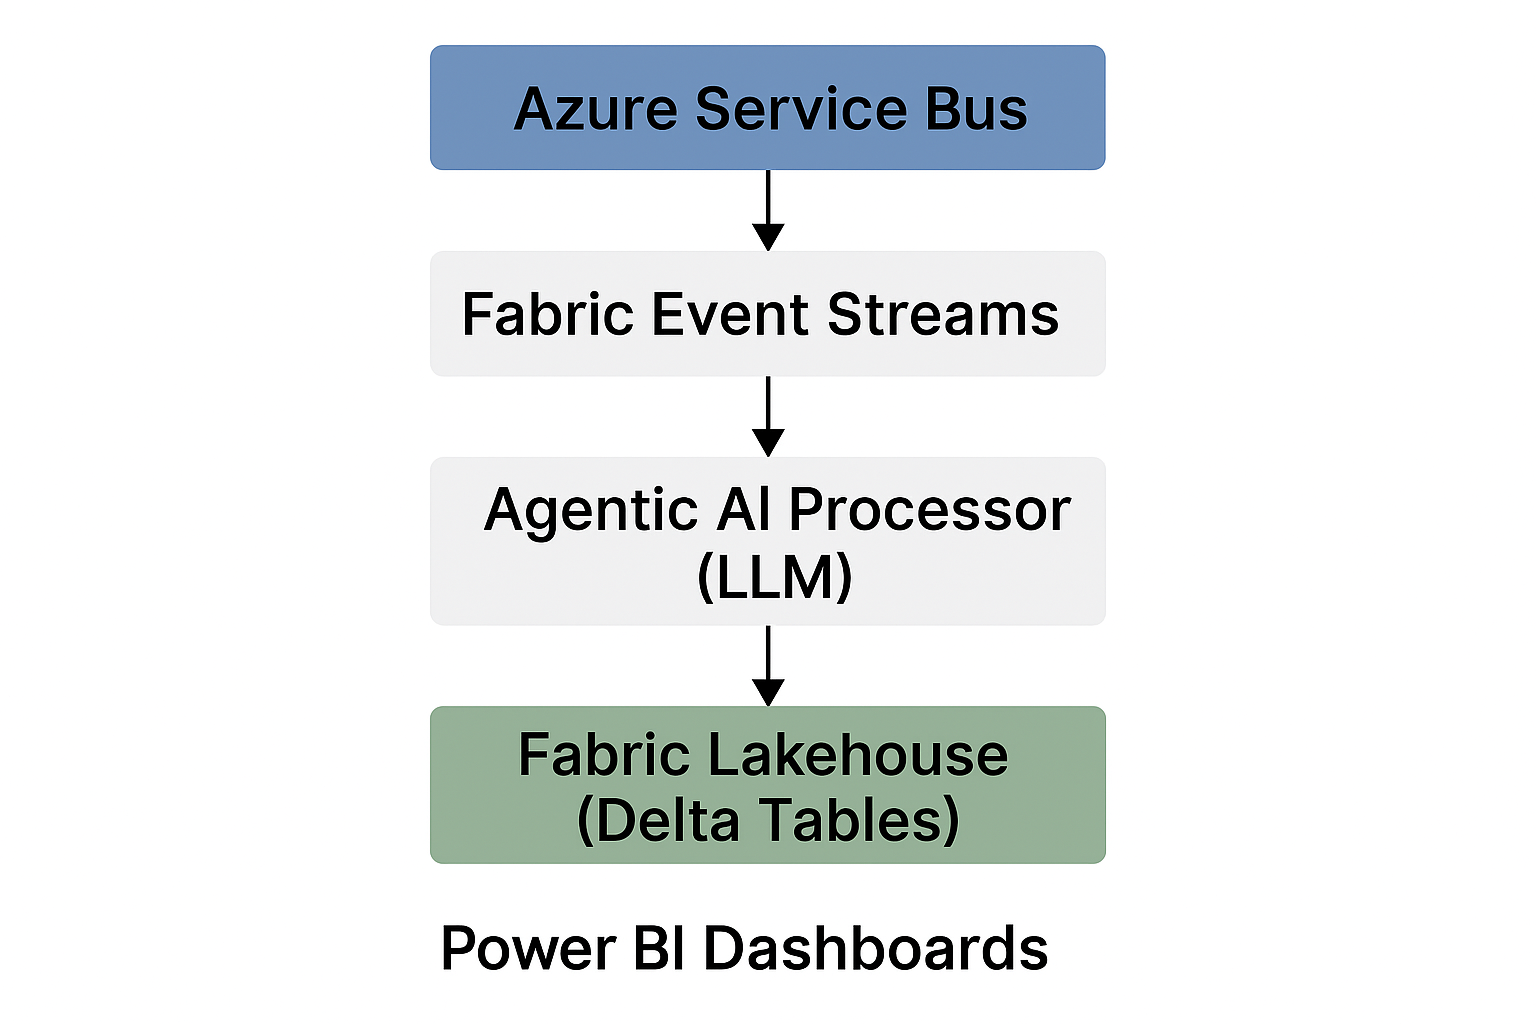 Azure Service Bus
Fabric Event Streams
Agentic AI Processor
(LLM)
Fabric Lakehouse
(Delta Tables)
Power BI Dashboards